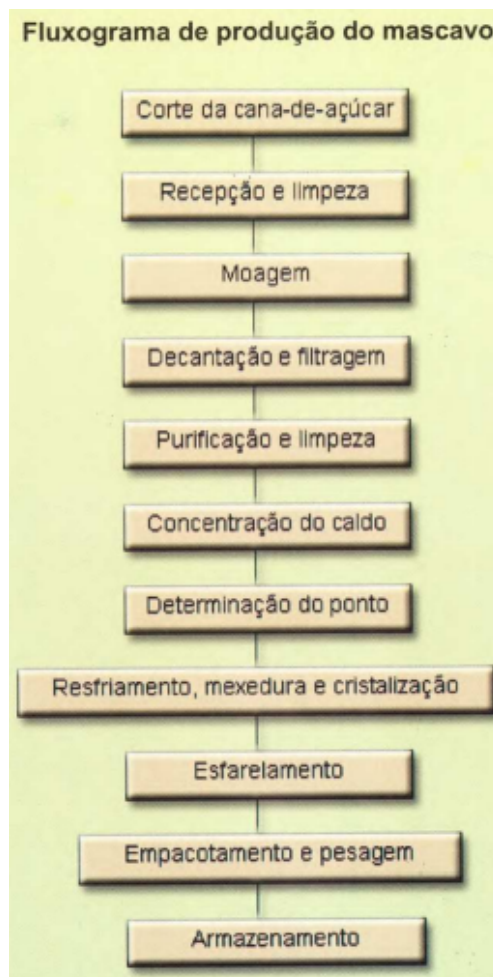 Fluxograma de produção do mascavo
Corte da cana-de-açúcar
Recepção e limpeza
Moagem
Decantação e filtragem
Purificação e limpeza
Concentração do caldo
Determinação do ponto
Resfriamento, mexedura e cristalização
Esfarelamento
Empacotamento e pesagem
Armazenamento